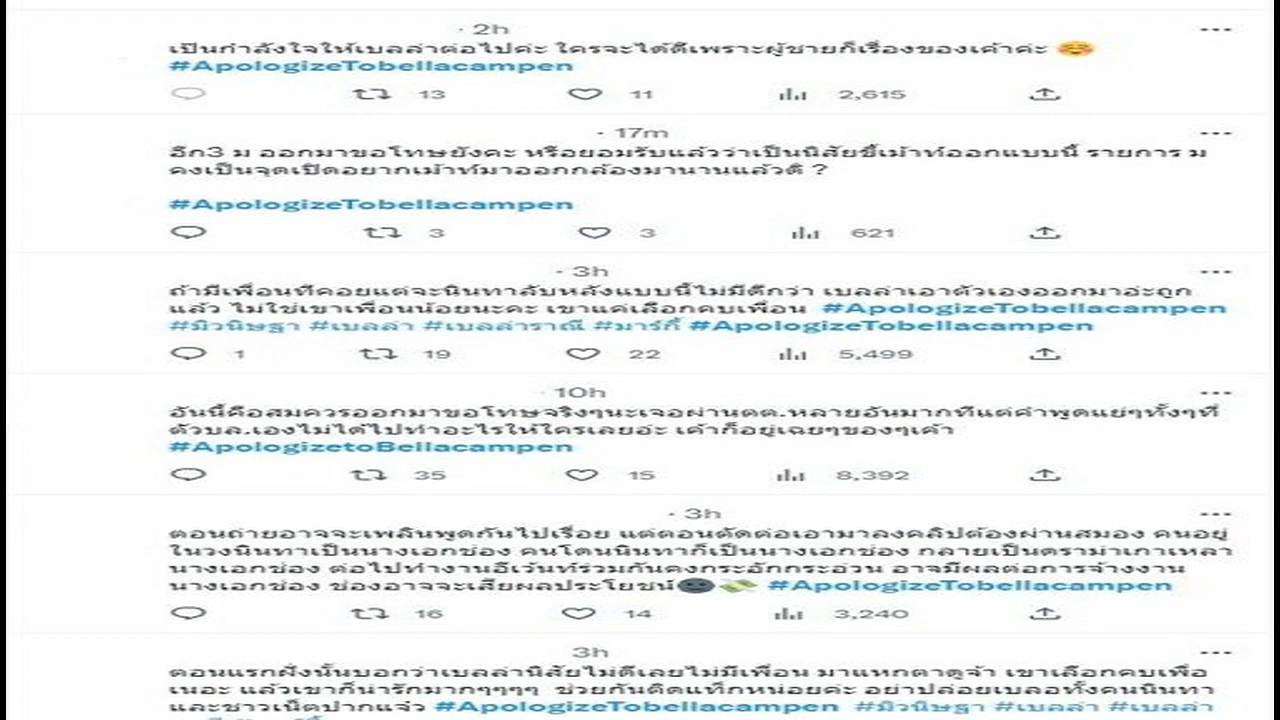 · 2h
เป็นกำลังใจให้เบลล่าต่อไปค่ะ ใครจะได้ดีเพราะผู้ชายก็เรื่องของเค้าค่ะ ☺️
#ApologizeTobellacampen
13 11 2,615
· 17m
อีก3 ม ออกมาขอโทษยังคะ หรือยอมรับแล้วว่าเป็นนิสัยขี้เม้าท์ออกแบบนี้ รายการ ม
คงเป็นจุดเปิดอยากเม้าท์มาออกกล้องมานานแล้วดิ ?
#ApologizeTobellacampen
3 3 621
· 3h
ถ้ามีเพื่อนที่คอยแต่จะนินทาลับหลังแบบนี้ไม่มีดีกว่า เบลล่าเอาตัวเองออกมาอ่ะถูก
แล้ว ไม่ใช่เขาเพื่อนน้อยนะคะ เขาแค่เลือกคบเพื่อน #ApologizeTobellacampen
#มิวนิษฐา #เบลล่า #เบลล่าราณี #มาร์กี้ #ApologizeTobellacampen
1 19 22 5,499
· 10h
อันนี้คือสมควรออกมาขอโทษจริงๆนะเจอผ่านตต.หลายอันมากที่แต่คำพูดแย่ๆทั้งๆที่
ตัวบล.เองไม่ได้ไปทำอะไรให้ใครเลยอ่ะ เค้าก็อยู่เฉยๆของๆเค้า
#ApologizetoBellacampen
35 15 8,392
· 3h
ตอนถ่ายอาจจะเพลินพูดกันไปเรื่อย แต่ตอนตัดต่อเอามาลงคลิปต้องผ่านสมอง คนอยู่
ในวงนินทาเป็นนางเอกช่อง คนโดนนินทาก็เป็นนางเอกช่อง กลายเป็นดราม่าเกาเหลา
นางเอกช่อง ต่อไปทำงานอีเว้นท์ร่วมกันคงกระอักกระอ่วน อาจมีผลต่อการจ้างงาน
นางเอกช่อง ช่องอาจจะเสียผลประโยชน์🌚💸 #ApologizeTobellacampen
16 14 3,240
3h
ตอนแรกฝั่งนั้นบอกว่าเบลล่านิสัยไม่ดีเลยไม่มีเพื่อน มาแหกตาดูจ้า เขาเลือกคบเพื่อ
เนอะ แล้วเขาก็น่ารักมากๆๆๆๆ ช่วยกันติดแท็กหน่อยค่ะ อย่าปล่อยเบลอทั้งคนนินทา
และชาวเน็ตปากแจ๋ว #ApologizeTobellacampen #มิวนิษฐา #เบลล่า #เบลล่า